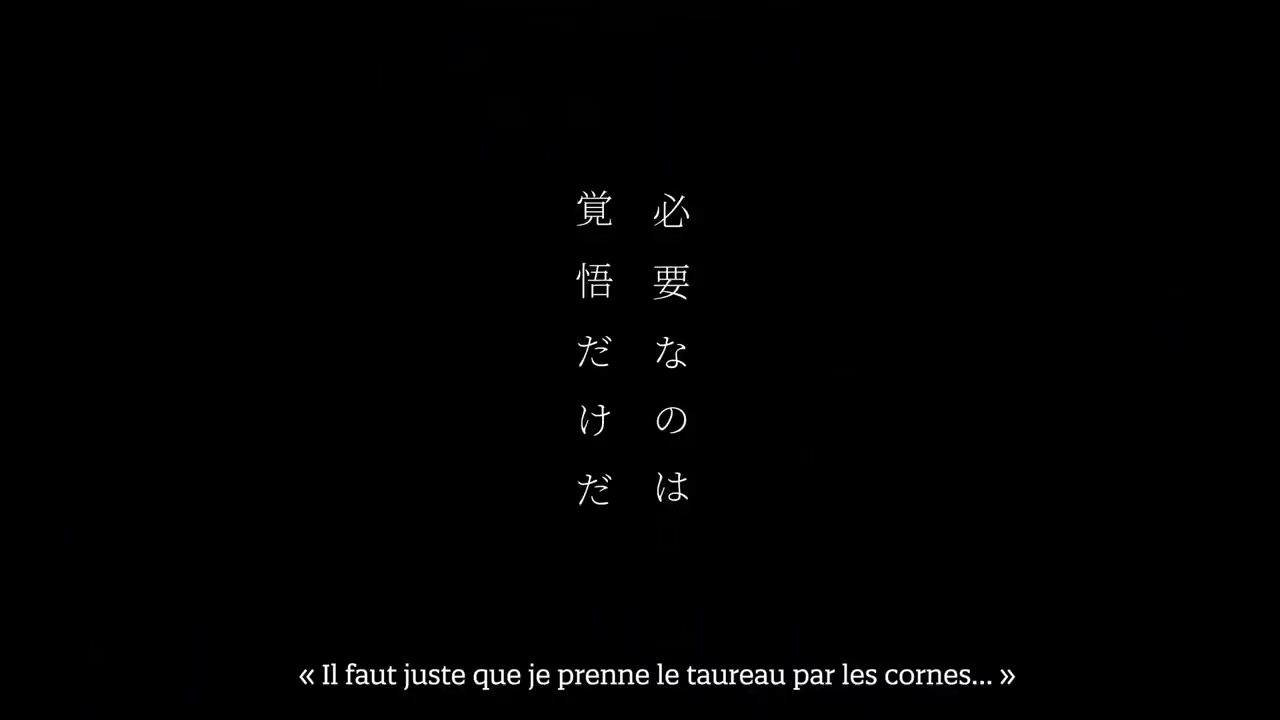 必要なのは
覚悟だけだ
« Il faut juste que je prenne le taureau par les cornes... »